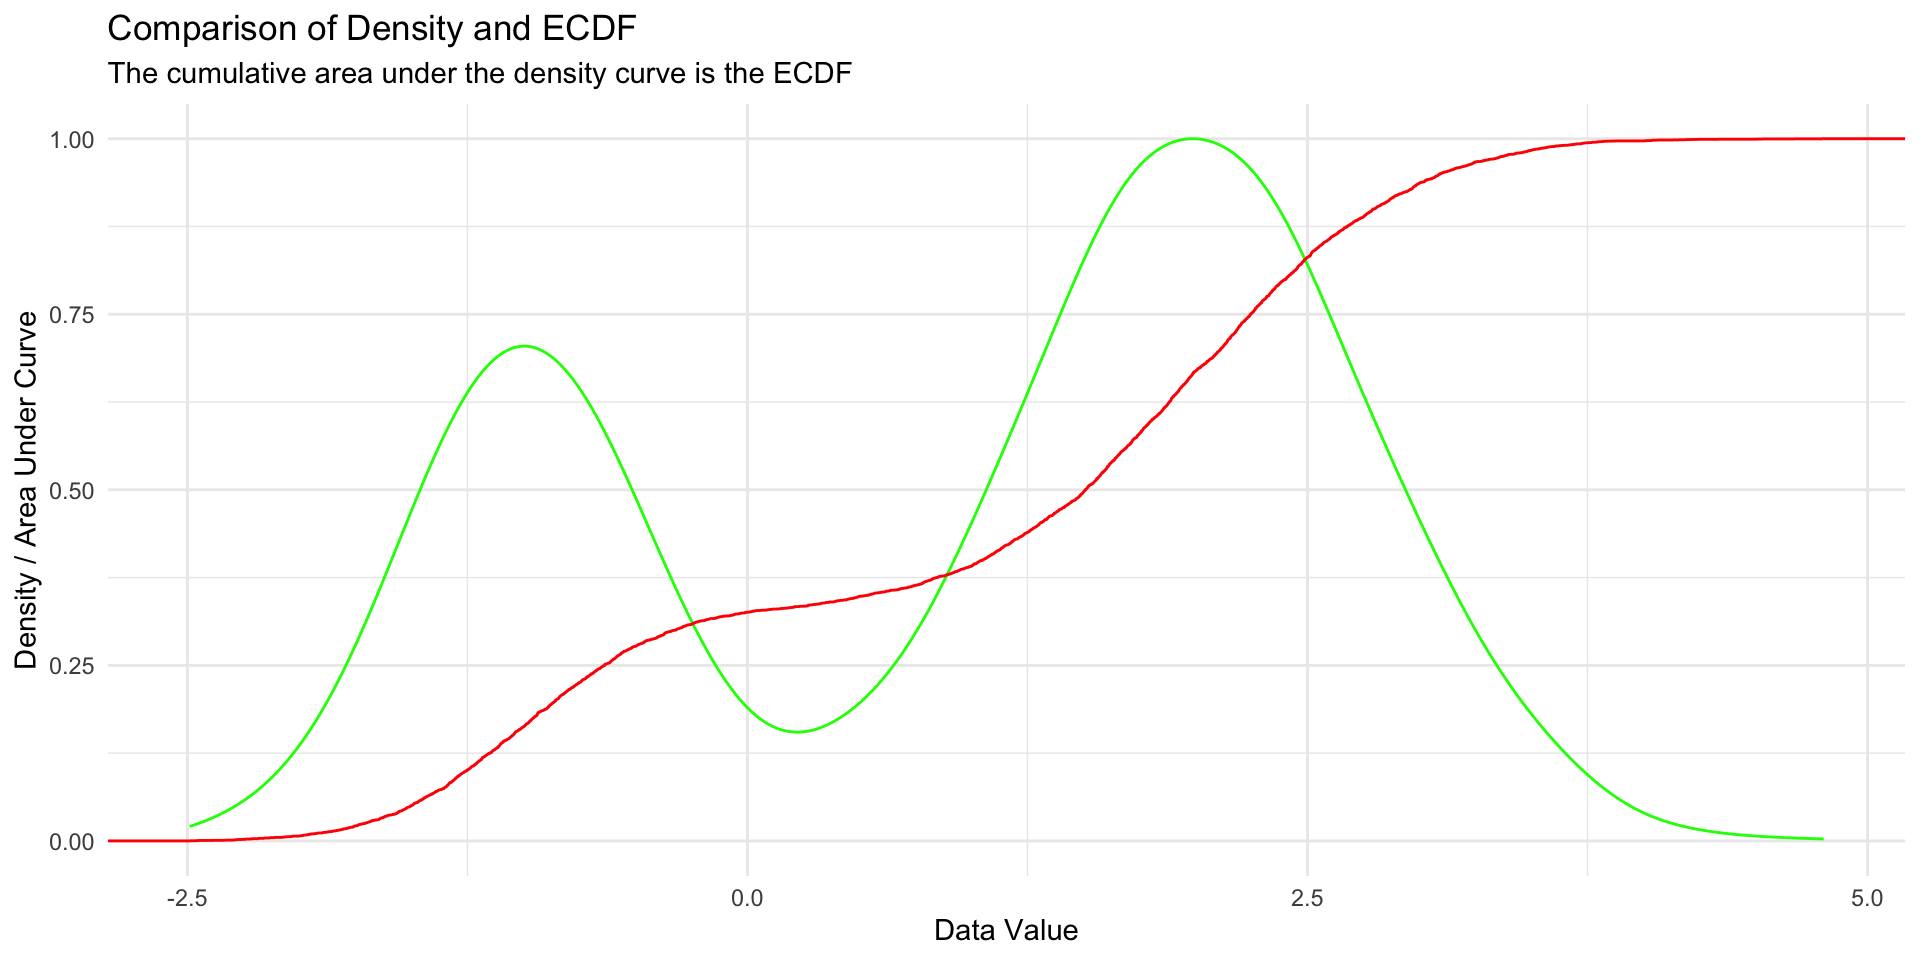 Comparison of Density and ECDF
The cumulative area under the density curve is the ECDF
Density / Area Under Curve
1.00
0.75
0.50
0.25
0.00
-2.5 0.0 2.5 5.0
Data Value